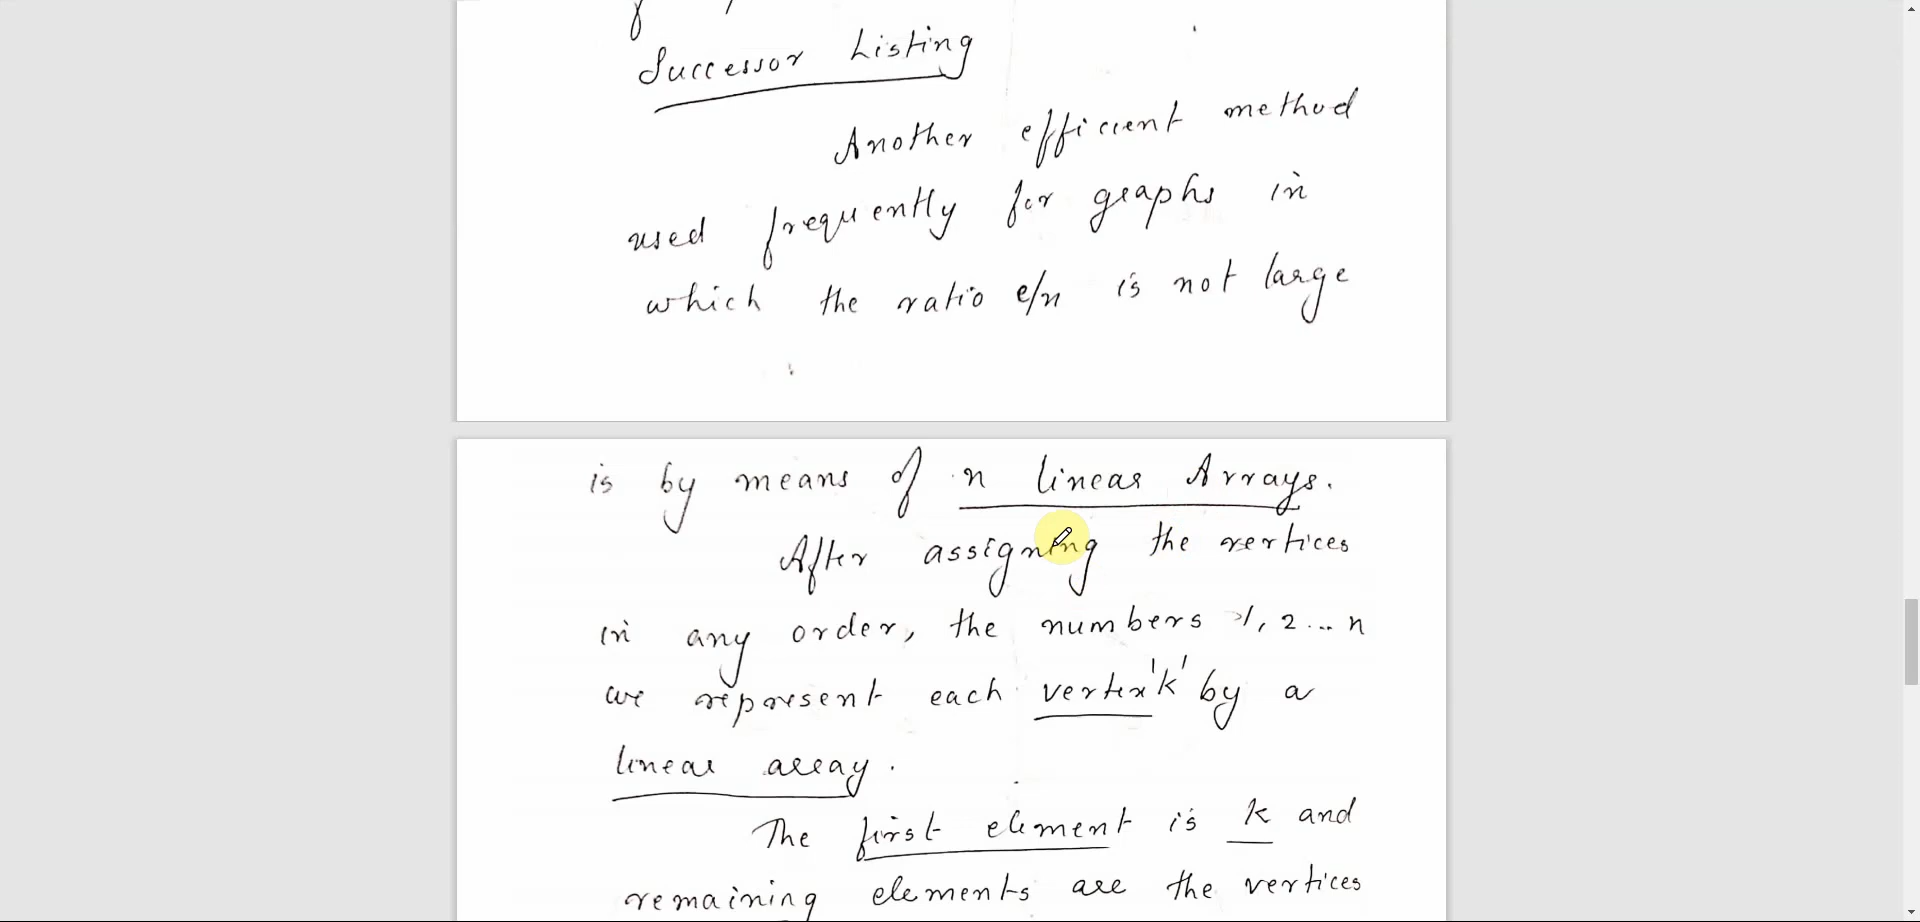 Successor Listing
Another efficient method
used frequently for graphs in
which the ratio e/n is not large
is by means of n linear Arrays.
After assigning the vertices
in any order, the numbers 1, 2... n
we represent each vertex 'k' by a
linear array.
The first element is k and
remaining elements are the vertices